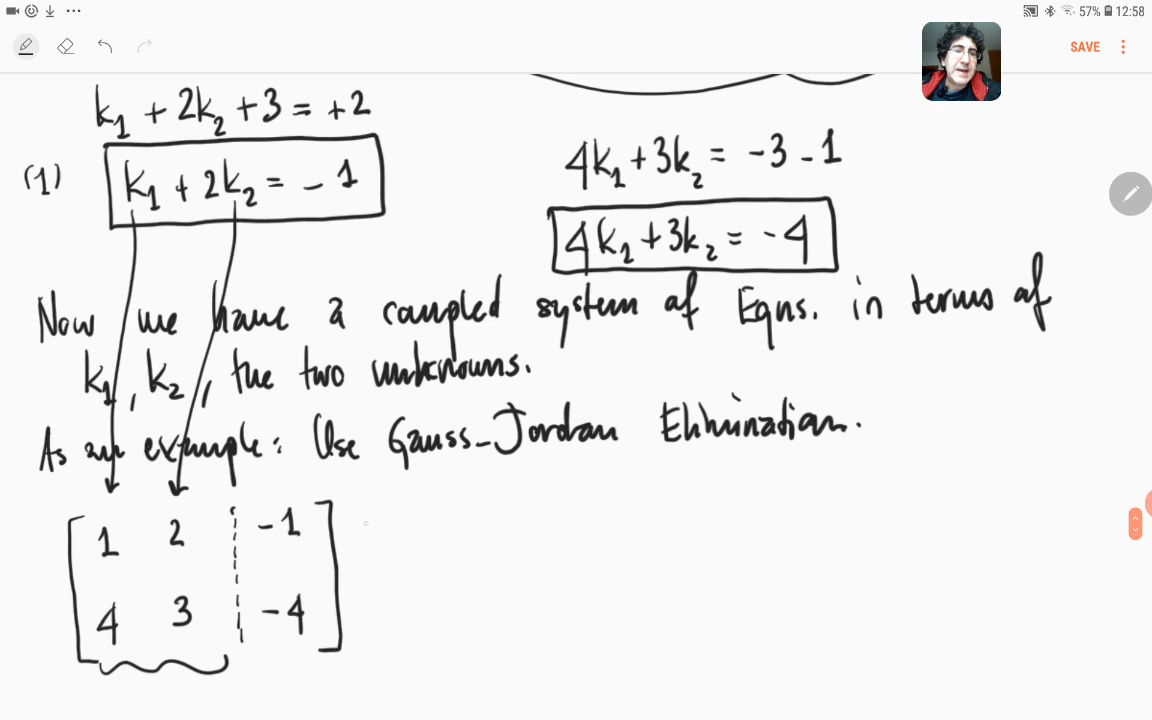 57% 12:58
SAVE
k₁ + 2k₂ + 3 = +2
(1) k₁ + 2k₂ = - 1
4k₁ + 3k₂ = -3 - 1
4k₁ + 3k₂ = -4
Now we have a coupled system of Eqns. in terms of
k₁, k₂, the two unknowns.
As an example: Use Gauss-Jordan Elimination.
1 2 -1
4 3 -4